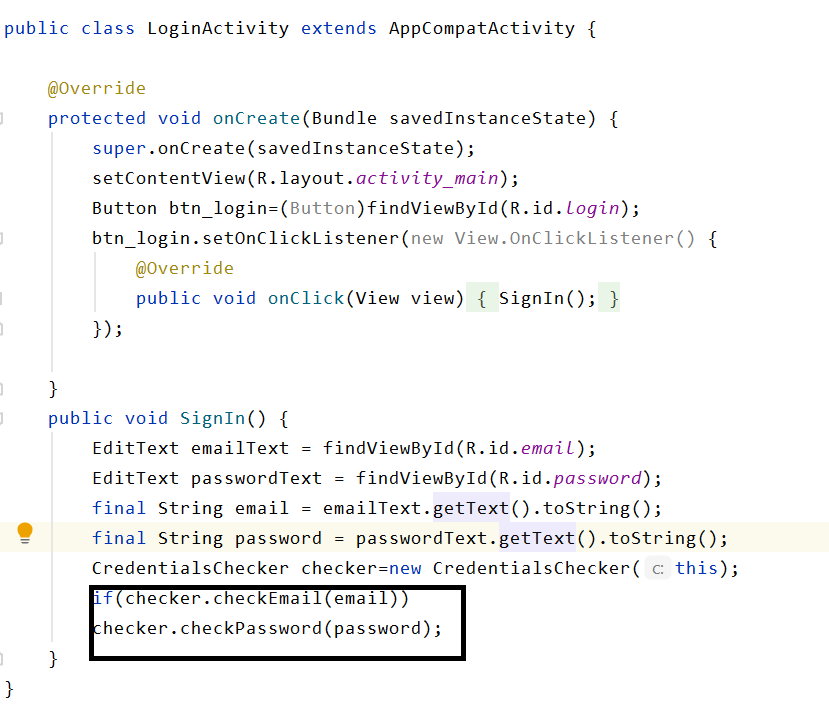 public class LoginActivity extends AppCompatActivity {
@Override
protected void onCreate(Bundle savedInstanceState) {
super.onCreate(savedInstanceState);
setContentView(R.layout.activity_main);
Button btn_login=(Button)findViewById(R.id.login);
btn_login.setOnClickListener(new View.OnClickListener() {
@Override
public void onClick(View view) { SignIn(); }
});
}
public void SignIn() {
EditText emailText = findViewById(R.id.email);
EditText passwordText = findViewById(R.id.password);
final String email = emailText.getText().toString();
final String password = passwordText.getText().toString();
CredentialsChecker checker=new CredentialsChecker( c: this);
if(checker.checkEmail(email))
checker.checkPassword(password);
}
}